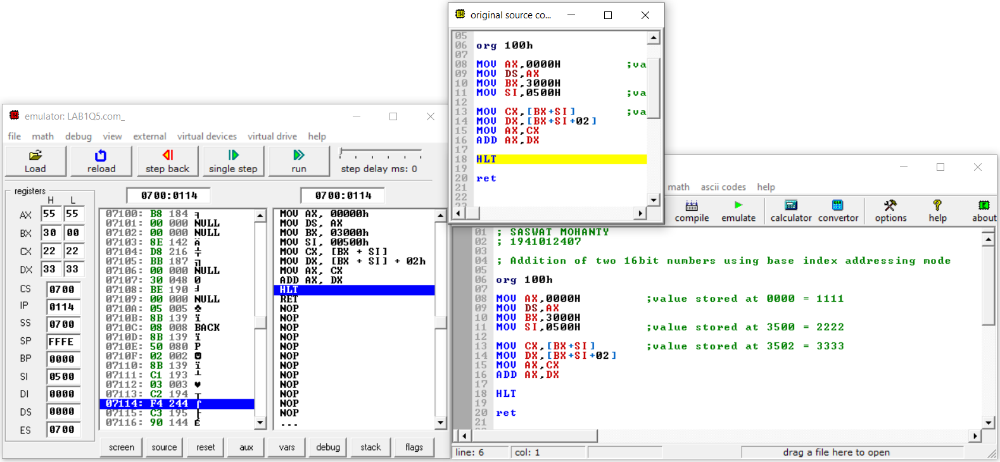 original source co...
05
06 org 100h
07
08 MOV AX,0000H ;va
09 MOV DS,AX
10 MOV BX,3000H
11 MOV SI,0500H ;va
12
13 MOV CX,[BX+SI] ;va
14 MOV DX,[BX+SI+02]
15 MOV AX,CX
16 ADD AX,DX
17
18 HLT
19
20 ret
21
22
23
emulator: LAB1Q5.com_
file math debug view external virtual devices virtual drive help
Load reload step back single step run step delay ms: 0
registers
H L
AX 55 55
BX 30 00
CX 22 22
DX 33 33
CS 0700
IP 0114
SS 0700
SP FFFE
BP 0000
SI 0500
DI 0000
DS 0000
ES 0700
0700:0114
07100: B8 184 ╕
07101: 00 000 NULL
07102: 00 000 NULL
07103: 8E 142 Ä
07104: D8 216 ╪
07105: BB 187 ╗
07106: 00 000 NULL
07107: 30 048 0
07108: BE 190 ╛
07109: 00 000 NULL
0710A: 05 005 ♣
0710B: 8B 139 ï
0710C: 08 008 BACK
0710D: 8B 139 ï
0710E: 50 080 P
0710F: 02 002 ☻
07110: 8B 139 ï
07111: C1 193 ┴
07112: 03 003 ♥
07113: C2 194 ┬
07114: F4 244 ⌠
07115: C3 195 ├
07116: 90 144 É
0700:0114
MOV AX, 00000h
MOV DS, AX
MOV BX, 03000h
MOV SI, 00500h
MOV CX, [BX + SI]
MOV DX, [BX + SI] + 02h
MOV AX, CX
ADD AX, DX
HLT
RET
NOP
NOP
NOP
NOP
NOP
NOP
NOP
NOP
NOP
NOP
NOP
NOP
...
screen source reset aux vars debug stack flags
math ascii codes help
compile emulate calculator convertor options help about
01 ; SASWAT MOHANTY
02 ; 1941012407
03
04 ; Addition of two 16bit numbers using base index addressing mode
05
06 org 100h
07
08 MOV AX,0000H ;value stored at 0000 = 1111
09 MOV DS,AX
10 MOV BX,3000H
11 MOV SI,0500H ;value stored at 3500 = 2222
12
13 MOV CX,[BX+SI] ;value stored at 3502 = 3333
14 MOV DX,[BX+SI+02]
15 MOV AX,CX
16 ADD AX,DX
17
18 HLT
19
20 ret
21
line: 6 col: 1 drag a file here to open